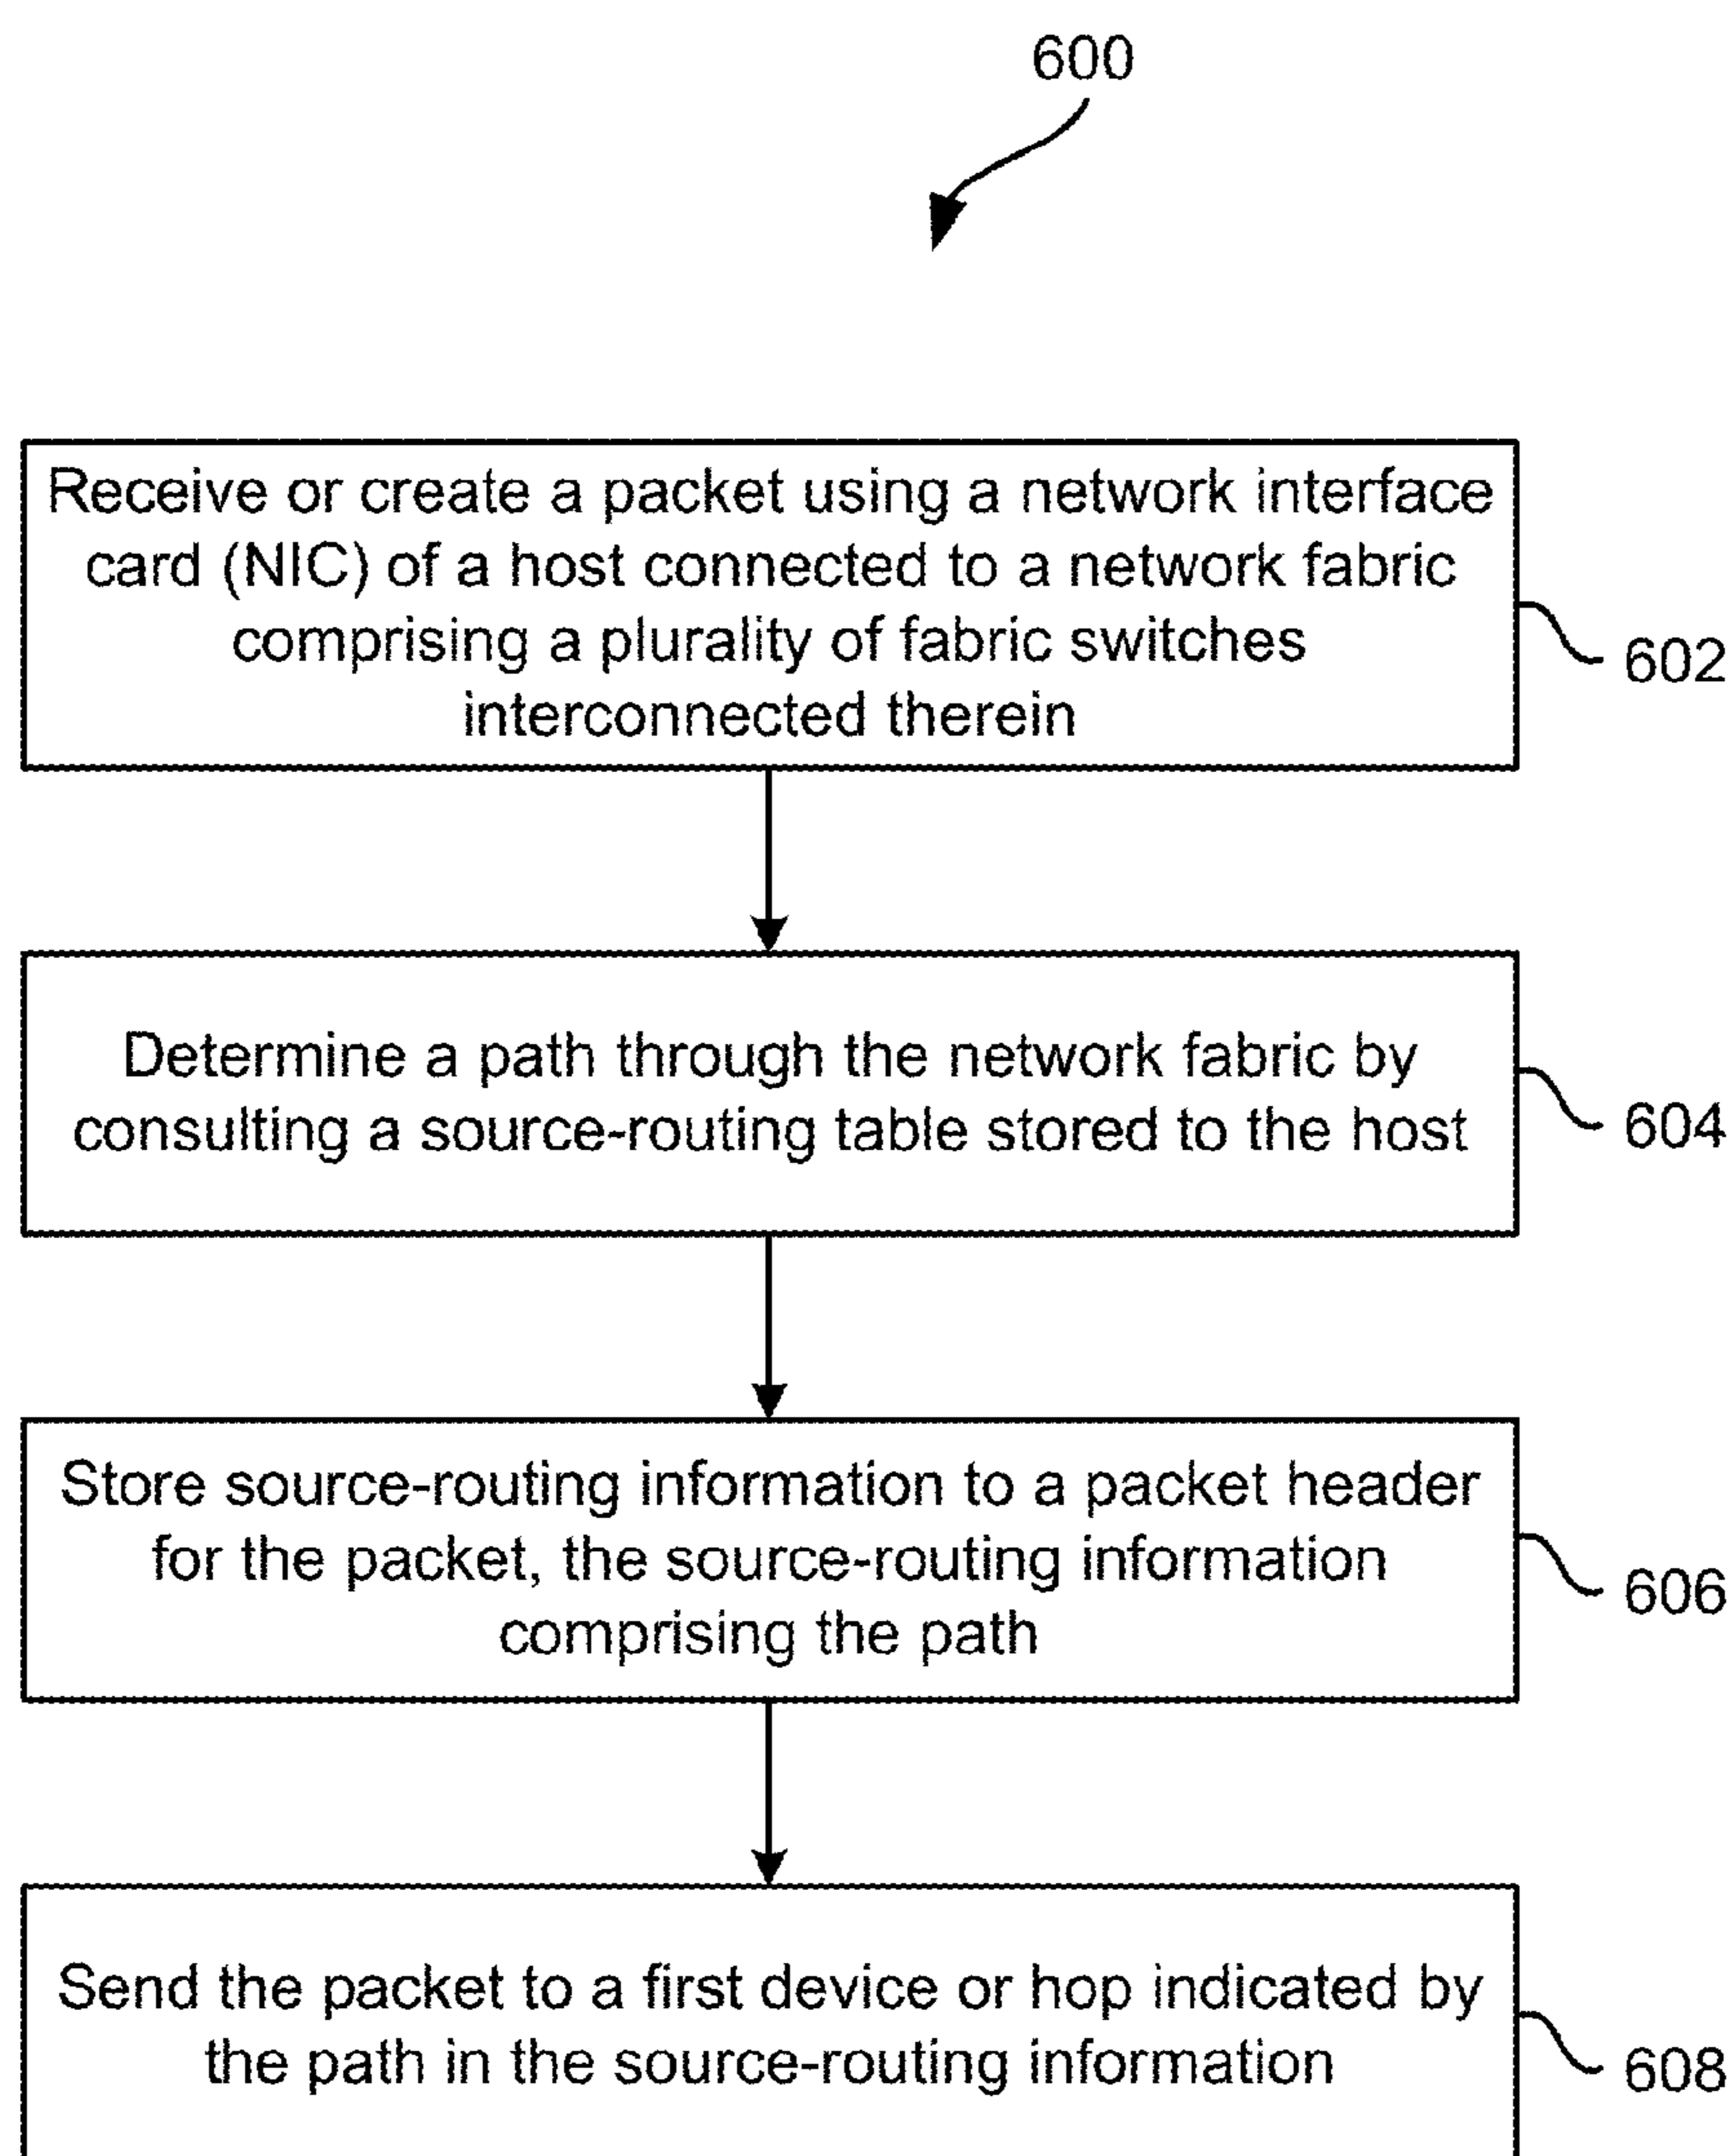 600
Receive or create a packet using a network interface
card (NIC) of a host connected to a network fabric
comprising a plurality of fabric switches
interconnected therein
602
Determine a path through the network fabric by
consulting a source-routing table stored to the host
604
Store source-routing information to a packet header
for the packet, the source-routing information
comprising the path
606
Send the packet to a first device or hop indicated by
the path in the source-routing information
608